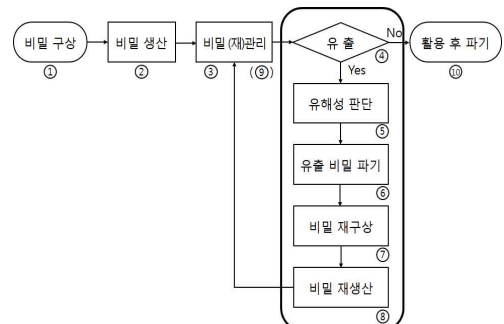 비밀 구상
①
비밀 생산
②
비밀 (재)관리
③
(⑨)
유 출
④
No
Yes
활용 후 파기
⑩
유해성 판단
⑤
유출 비밀 파기
⑥
비밀 재구상
⑦
비밀 재생산
⑧